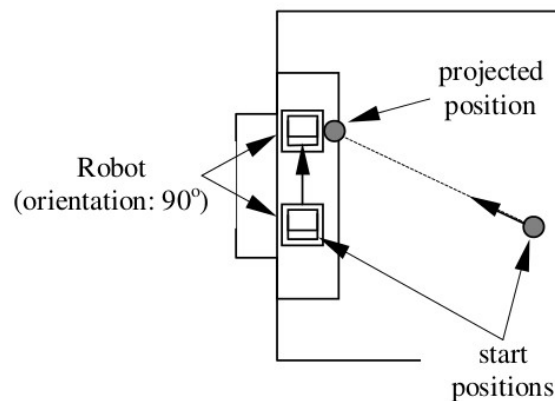 projected
position
Robot
(orientation: 90°)
start
positions